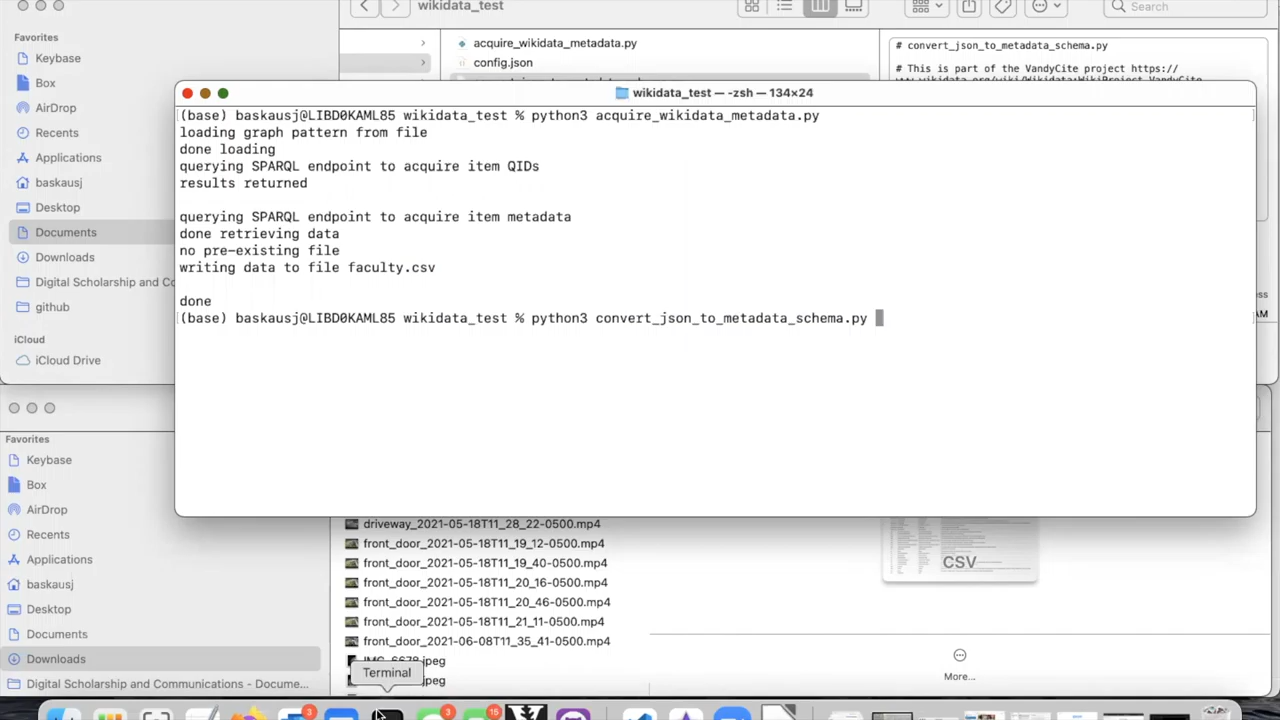 wikidata_test
Search
Favorites
Keybase
Box
AirDrop
Recents
Applications
baskausj
Desktop
Documents
Downloads
Digital Scholarship and Co
github
iCloud
iCloud Drive
acquire_wikidata_metadata.py
config.json
# convert_json_to_metadata_schema.py
# This is part of the VandyCite project https://
wikidata_test — -zsh — 134×24
(base) baskausj@LIBD0KAML85 wikidata_test % python3 acquire_wikidata_metadata.py
loading graph pattern from file
done loading
querying SPARQL endpoint to acquire item QIDs
results returned
querying SPARQL endpoint to acquire item metadata
done retrieving data
no pre-existing file
writing data to file faculty.csv
done
(base) baskausj@LIBD0KAML85 wikidata_test % python3 convert_json_to_metadata_schema.py
Favorites
Keybase
Box
AirDrop
Recents
Applications
baskausj
Desktop
Documents
Downloads
Digital Scholarship and Communications - Docume...
driveway_2021-05-18T11_28_22-0500.mp4
front_door_2021-05-18T11_19_12-0500.mp4
front_door_2021-05-18T11_19_40-0500.mp4
front_door_2021-05-18T11_20_16-0500.mp4
front_door_2021-05-18T11_20_46-0500.mp4
front_door_2021-05-18T11_21_11-0500.mp4
front_door_2021-06-08T11_35_41-0500.mp4
IMG_6678.jpeg
peg
CSV
More...
Terminal
3
3
15